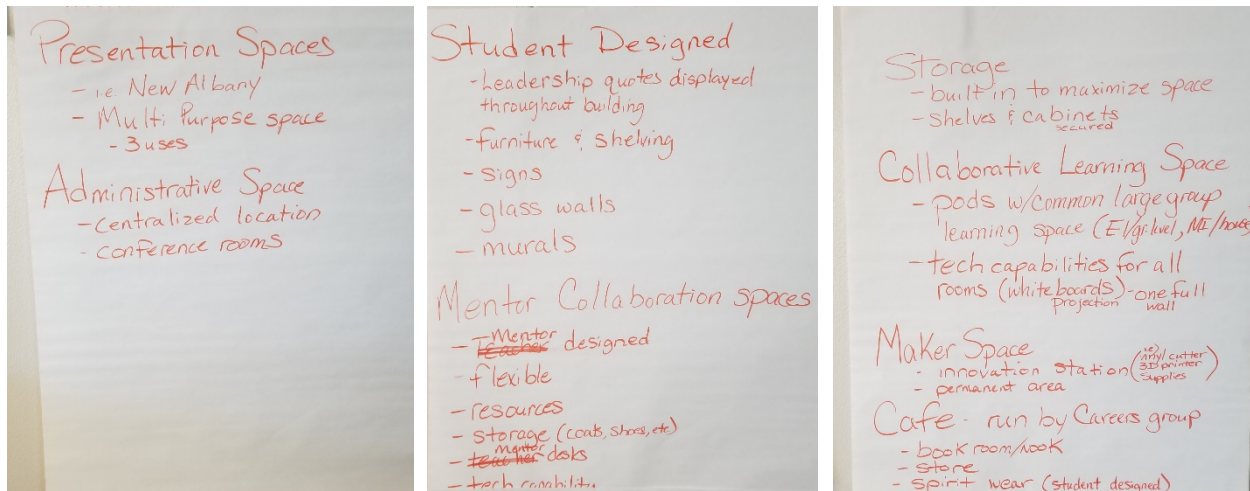 Presentation Spaces
- i.e. New Albany
- Multi Purpose space
- 3 uses
Administrative Space
- centralized location
- conference rooms
Student Designed
- Leadership quotes displayed
throughout building
- furniture & shelving
- signs
- glass walls
- murals
Mentor Collaboration spaces
- Mentor teacher designed
- flexible
- resources
- storage (coats, shoes, etc)
- mentor teacher desks
- tech capability
Storage
- built in to maximize space
- shelves & cabinets
secured
Collaborative Learning Space
- pods w/common large group
learning space (El/gr.level, MI/house
- tech capabilities for all
rooms (whiteboards) - one full
projection wall
Maker Space
- innovation station (ie) vinyl cutter
3D printer
supplies)
- permanent area
Cafe - run by Careers group
- book room/nook
- store
- spirit wear (student designed)